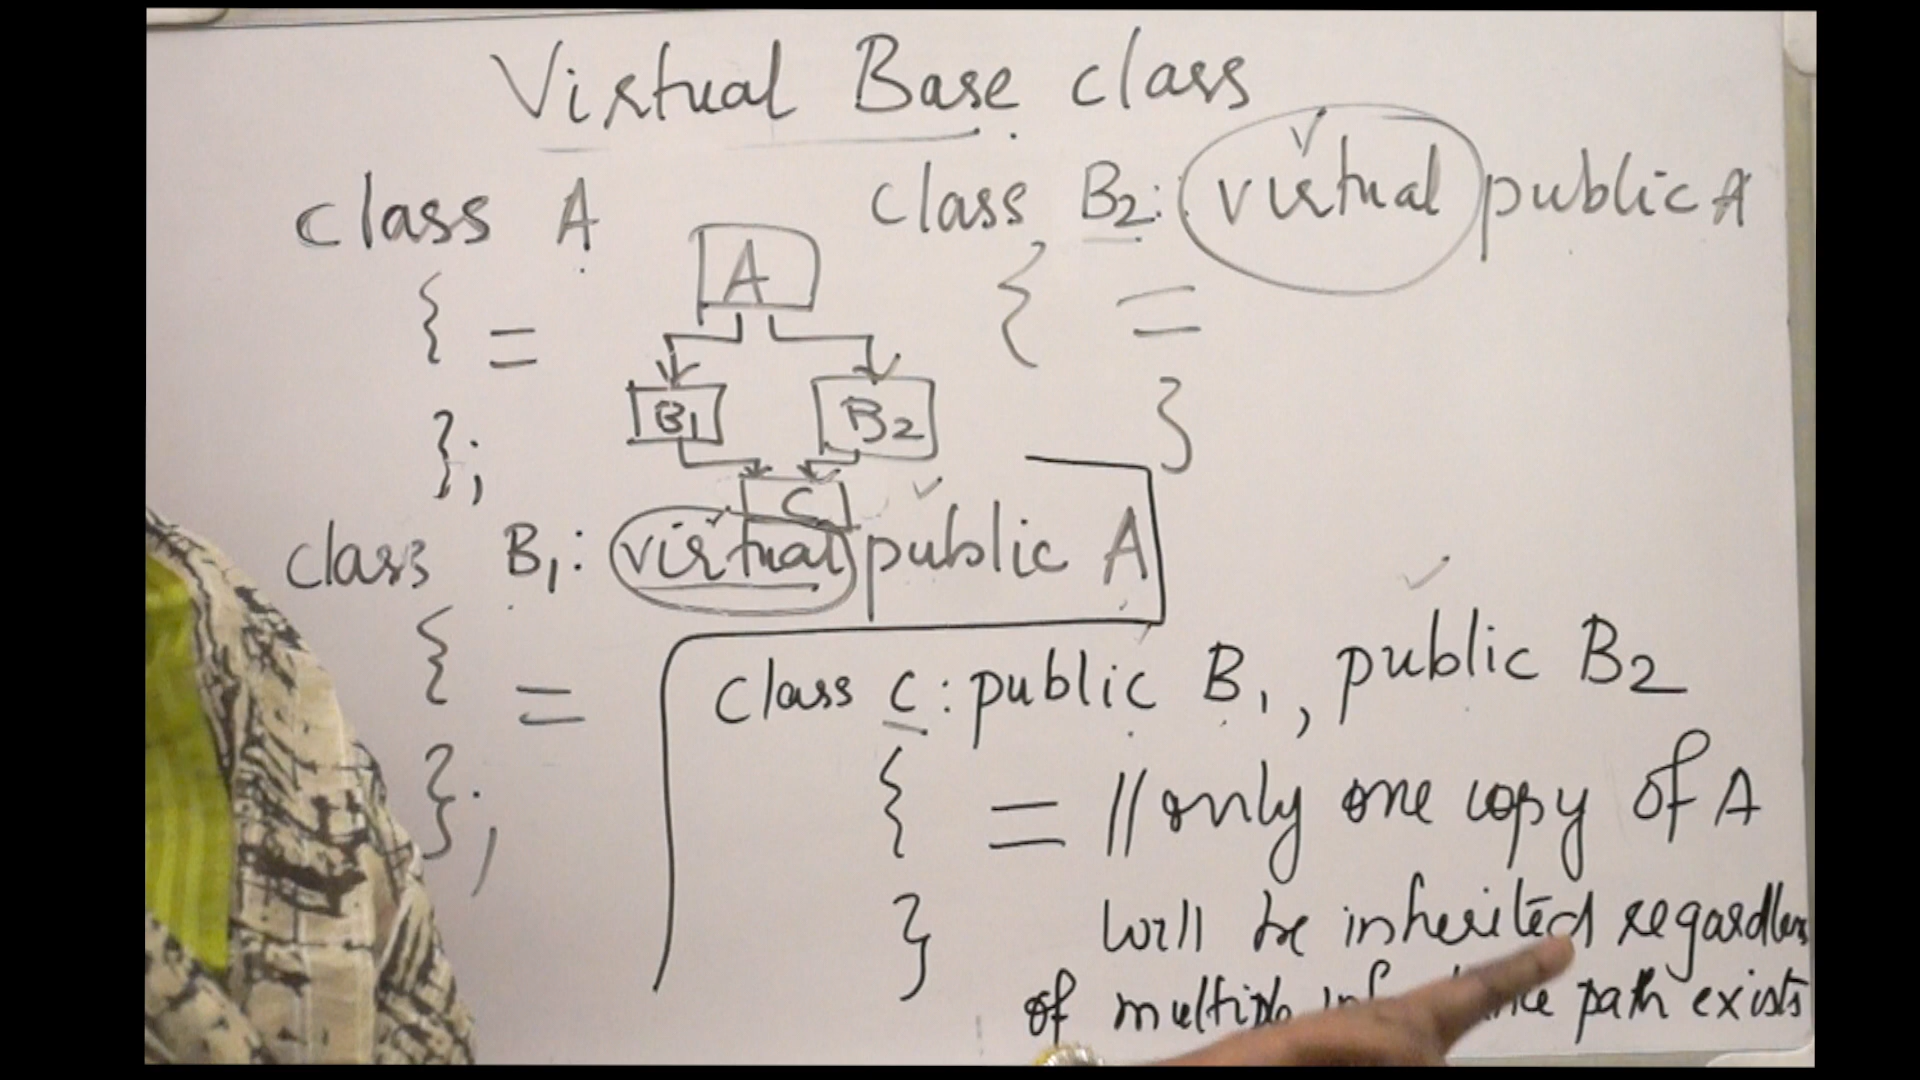 Virtual Base class
class A
{ =
};
class B2: virtual public A
{ =
}
A
B1 B2
C
class B1: virtual public A
{ =
};
class C: public B1, public B2
{ = // only one copy of A
will be inherited regardless
of multiple path exists
}